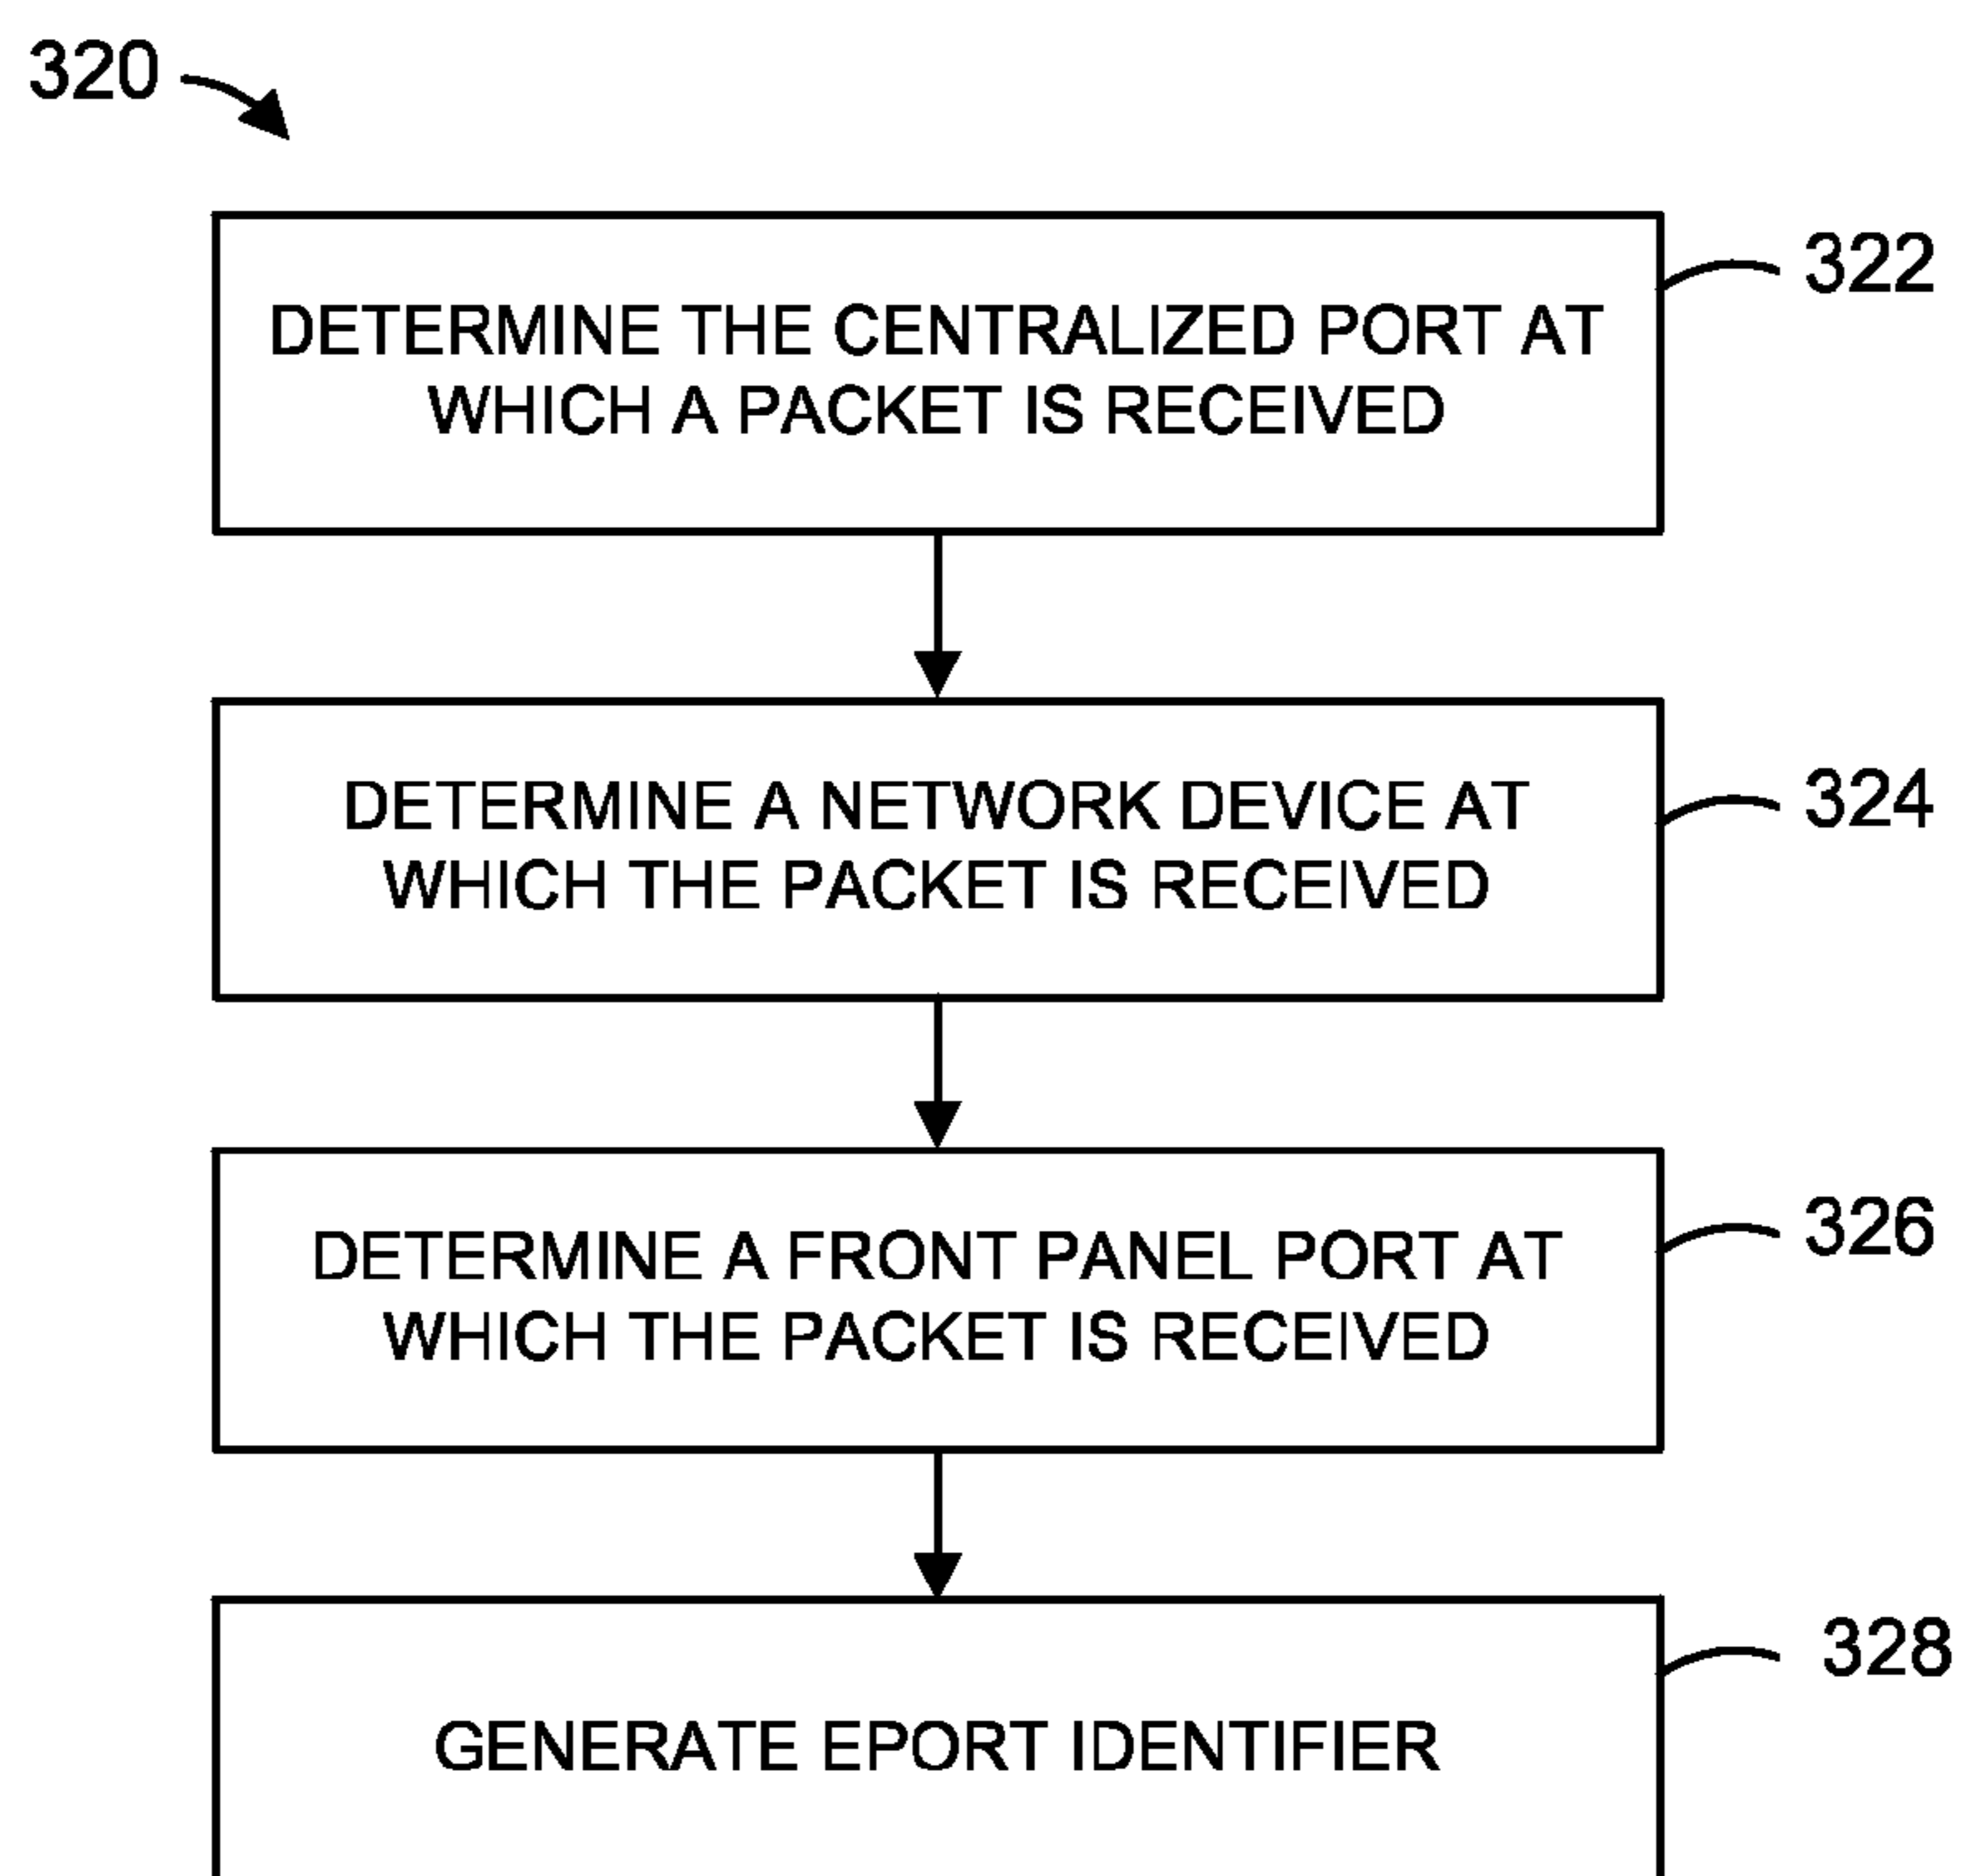 320
322
DETERMINE THE CENTRALIZED PORT AT
WHICH A PACKET IS RECEIVED
324
DETERMINE A NETWORK DEVICE AT
WHICH THE PACKET IS RECEIVED
326
DETERMINE A FRONT PANEL PORT AT
WHICH THE PACKET IS RECEIVED
328
GENERATE EPORT IDENTIFIER